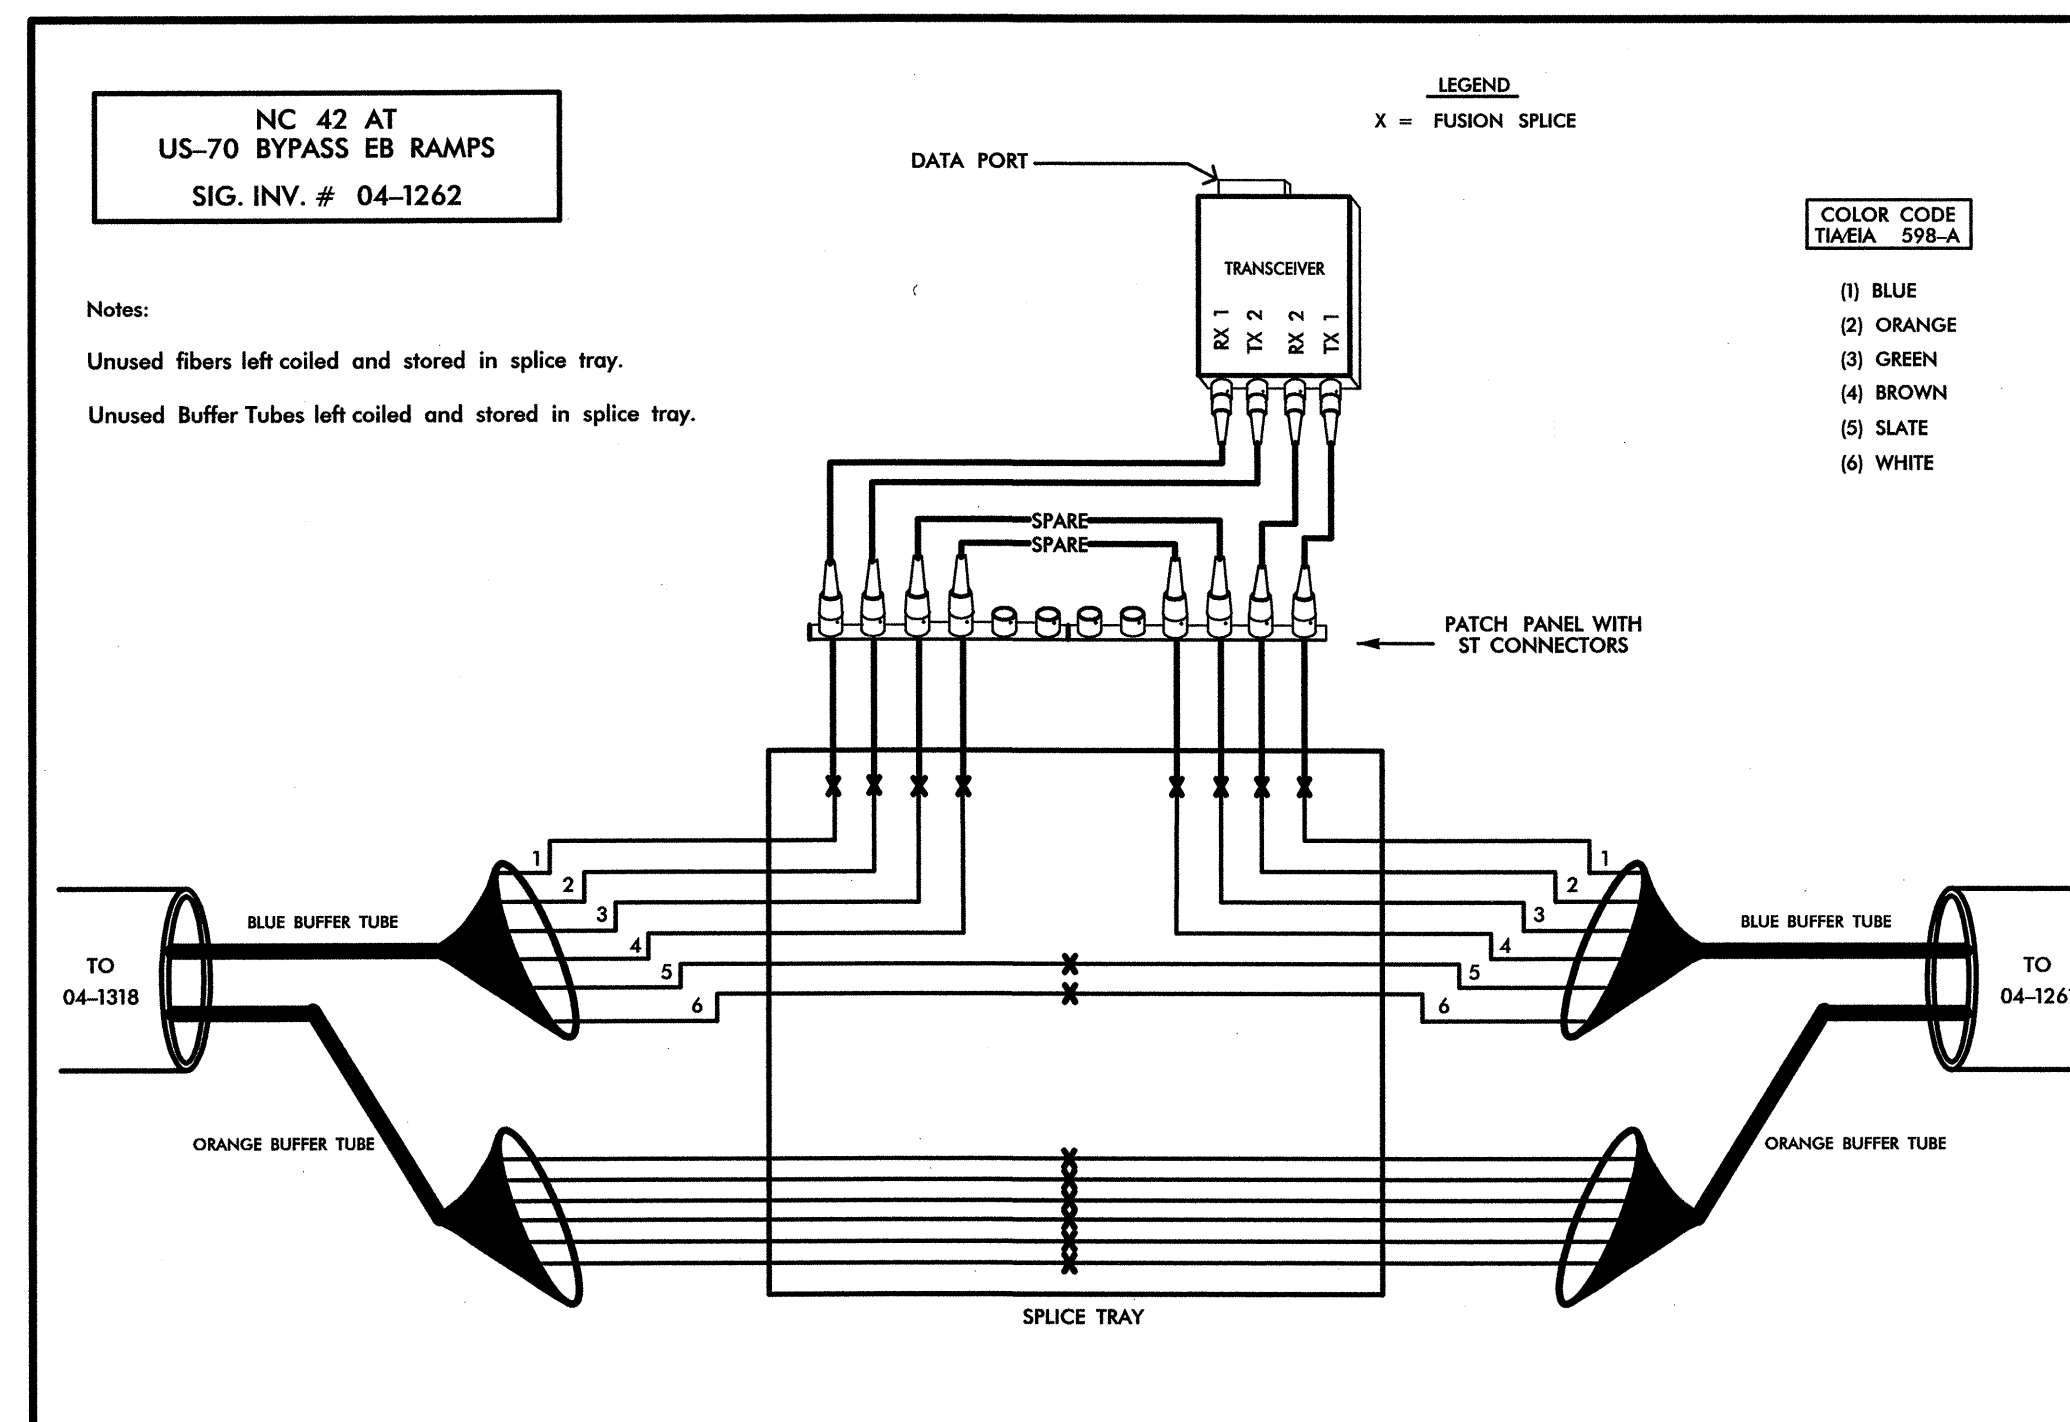 NC 42 AT
US-70 BYPASS EB RAMPS
SIG. INV. # 04-1262
LEGEND
X = FUSION SPLICE
DATA PORT
COLOR CODE
TIA/EIA 598-A
(1) BLUE
(2) ORANGE
(3) GREEN
(4) BROWN
(5) SLATE
(6) WHITE
Notes:
Unused fibers left coiled and stored in splice tray.
Unused Buffer Tubes left coiled and stored in splice tray.
TRANSCEIVER
RX 1
TX 2
RX 2
TX 1
SPARE
SPARE
PATCH PANEL WITH
ST CONNECTORS
X X X X X X X X
1
2
3
4
5
6
BLUE BUFFER TUBE
TO
04-1318
ORANGE BUFFER TUBE
X
X
X
X
X
X
X
X
1
2
3
4
5
6
BLUE BUFFER TUBE
TO
ORANGE BUFFER TUBE
SPLICE TRAY